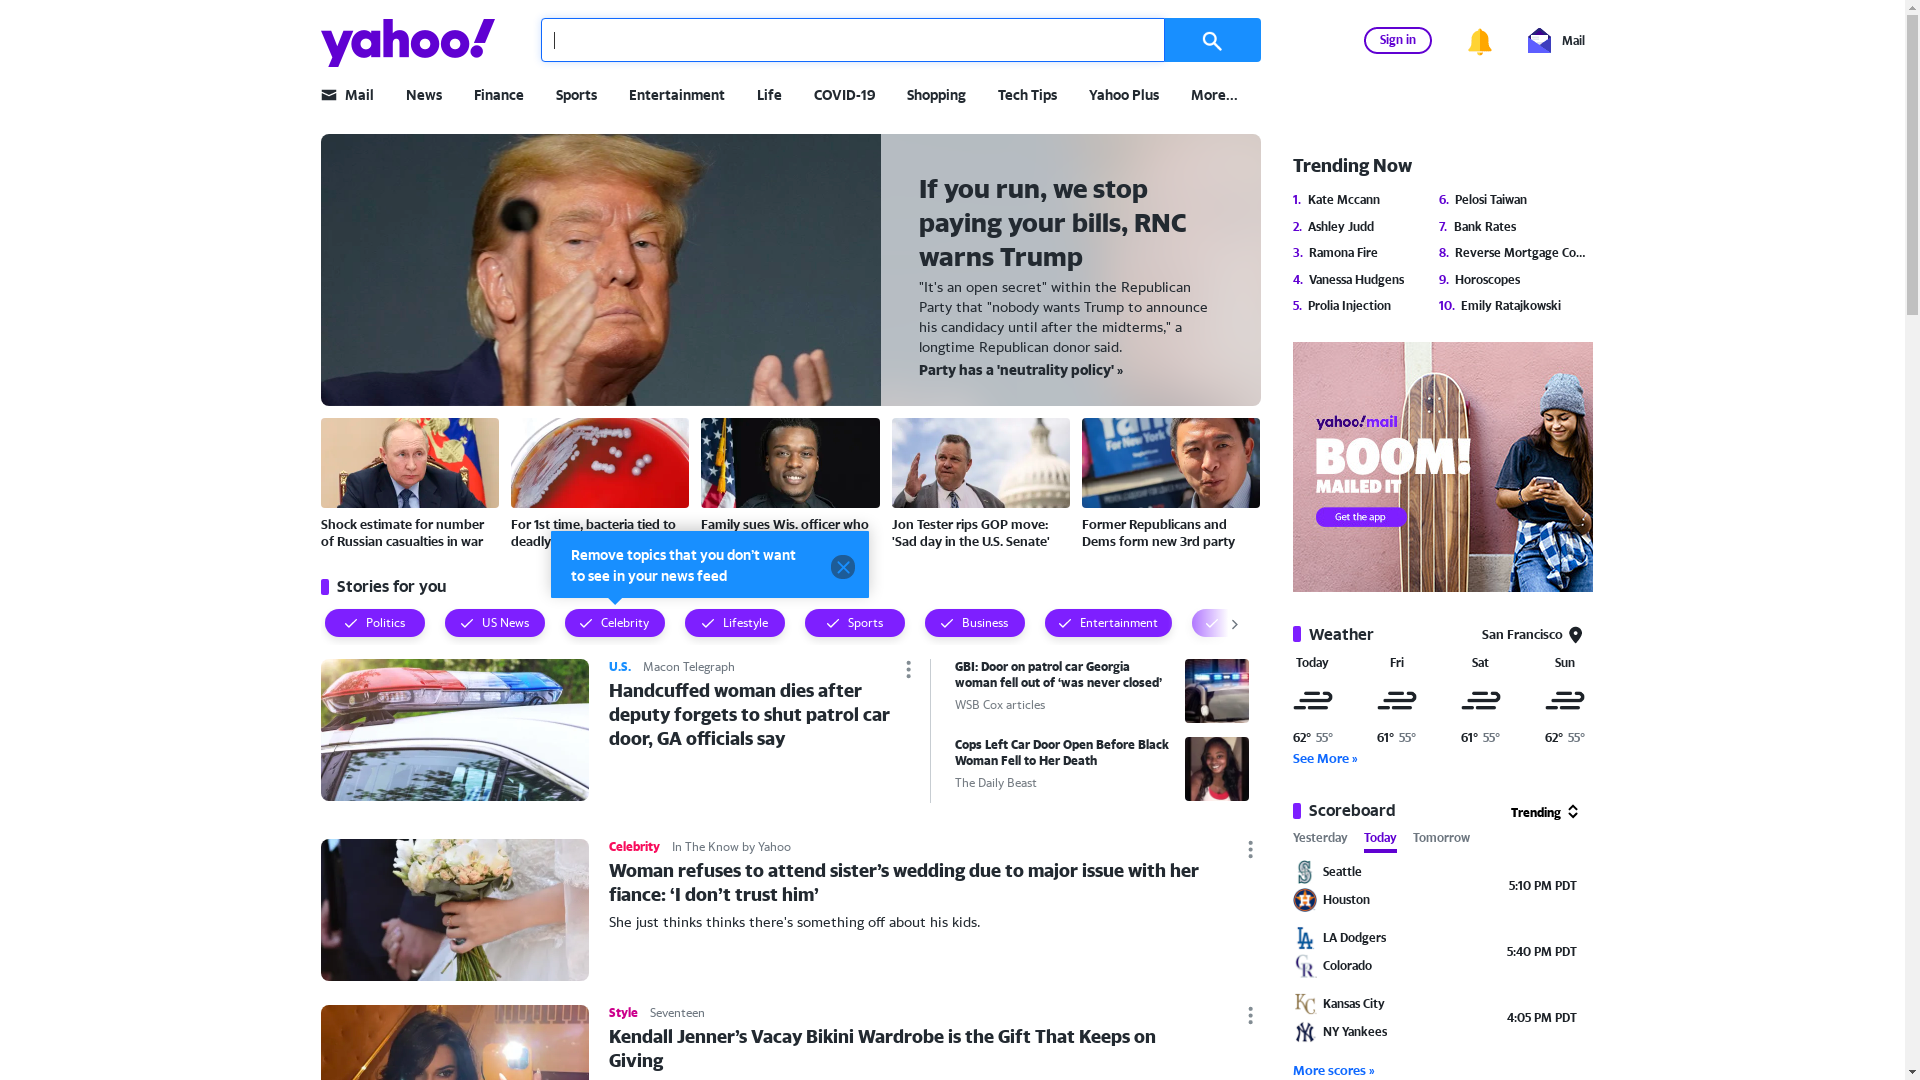 yahoo!
Sign in
Mail
Mail
News
Finance
Sports
Entertainment
Life
COVID-19
Shopping
Tech Tips
Yahoo Plus
More...
If you run, we stop
paying your bills, RNC
warns Trump
"It's an open secret" within the Republican
Party that "nobody wants Trump to announce
his candidacy until after the midterms," a
longtime Republican donor said.
Party has a 'neutrality policy' »
Shock estimate for number
of Russian casualties in war
For 1st time, bacteria tied to
deadly
Family sues Wis. officer who
Jon Tester rips GOP move:
'Sad day in the U.S. Senate'
For New York
Former Republicans and
Dems form new 3rd party
Remove topics that you don't want
to see in your news feed
Stories for you
Politics
US News
Celebrity
Lifestyle
Sports
Business
Entertainment
U.S. Macon Telegraph
Handcuffed woman dies after
deputy forgets to shut patrol car
door, GA officials say
GBI: Door on patrol car Georgia
woman fell out of ‘was never closed’
WSB Cox articles
Cops Left Car Door Open Before Black
Woman Fell to Her Death
The Daily Beast
Celebrity In The Know by Yahoo
Woman refuses to attend sister’s wedding due to major issue with her
fiance: ‘I don’t trust him’
She just thinks thinks there's something off about his kids.
Style Seventeen
Kendall Jenner’s Vacay Bikini Wardrobe is the Gift That Keeps on
Giving
Trending Now
1. Kate Mccann
2. Ashley Judd
3. Ramona Fire
4. Vanessa Hudgens
5. Prolia Injection
6. Pelosi Taiwan
7. Bank Rates
8. Reverse Mortgage Co...
9. Horoscopes
10. Emily Ratajkowski
yahoo!mail
BOOM!
MAILED IT
Get the app
Weather
San Francisco
Today Fri Sat Sun
62° 55° 61° 55° 61° 55° 62° 55°
See More »
Scoreboard
Trending
Yesterday Today Tomorrow
Seattle
Houston
5:10 PM PDT
LA Dodgers
Colorado
5:40 PM PDT
Kansas City
NY Yankees
4:05 PM PDT
More scores »